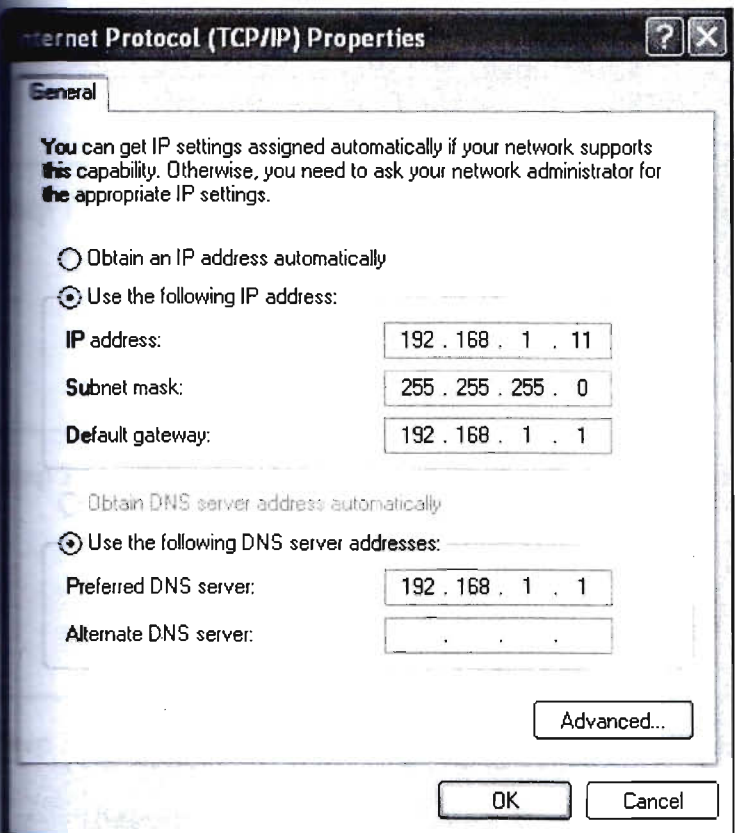 ternet Protocol (TCP/IP) Properties
General
You can get IP settings assigned automatically if your network supports
this capability. Otherwise, you need to ask your network administrator for
the appropriate IP settings.
Obtain an IP address automatically
Use the following IP address:
IP address: 192 . 168 . 1 . 11
Subnet mask: 255 . 255 . 255 . 0
Default gateway: 192 . 168 . 1 . 1
Obtain DNS server address automatically
Use the following DNS server addresses:
Preferred DNS server: 192 . 168 . 1 . 1
Alternate DNS server: . . .
Advanced...
OK Cancel